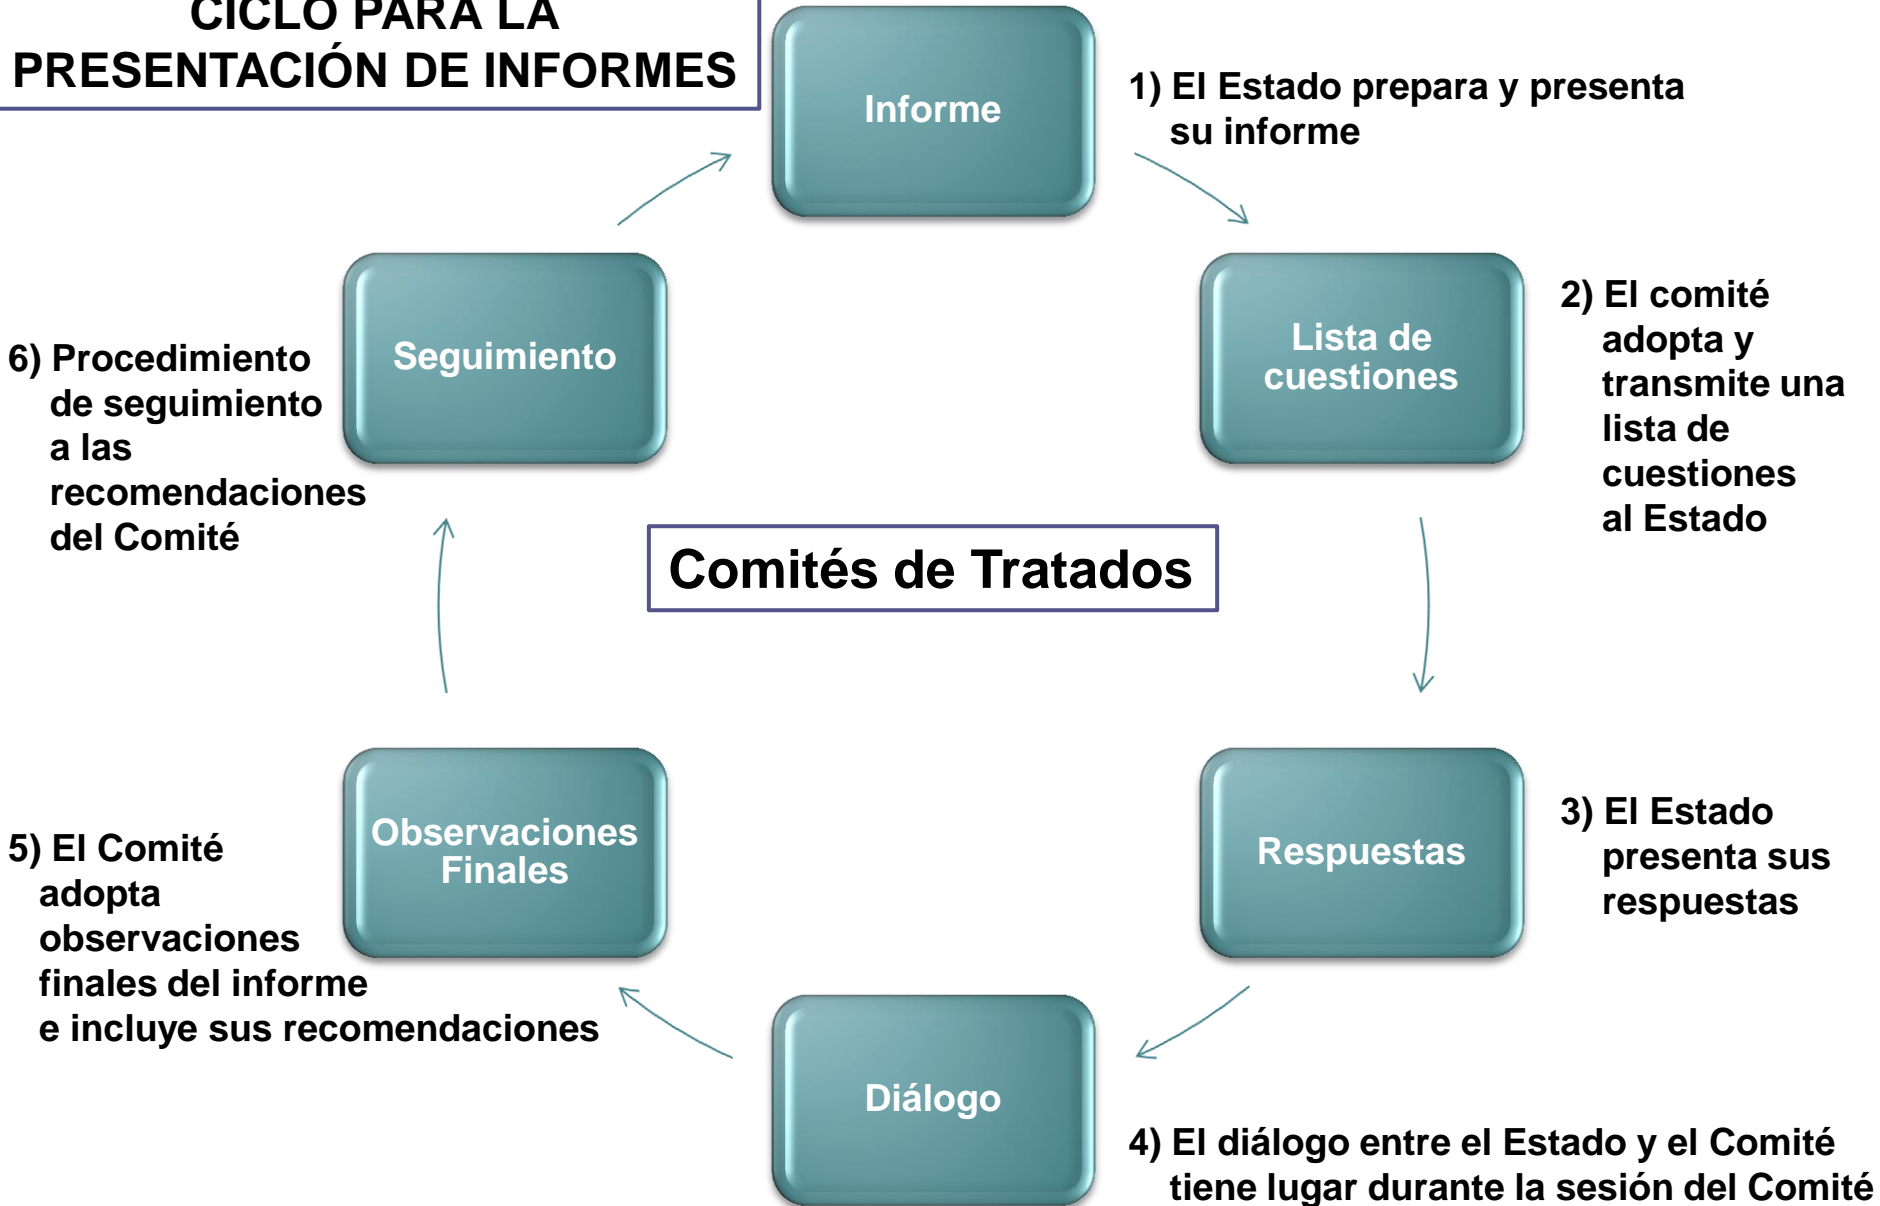 CICLO PARA LA
PRESENTACIÓN DE INFORMES
Informe
1) El Estado prepara y presenta
su informe
Lista de
cuestiones
2) El comité
adopta y
transmite una
lista de
cuestiones
al Estado
Respuestas
3) El Estado
presenta sus
respuestas
Diálogo
4) El diálogo entre el Estado y el Comité
tiene lugar durante la sesión del Comité
Observaciones
Finales
5) El Comité
adopta
observaciones
finales del informe
e incluye sus recomendaciones
Seguimiento
6) Procedimiento
de seguimiento
a las
recomendaciones
del Comité
Comités de Tratados